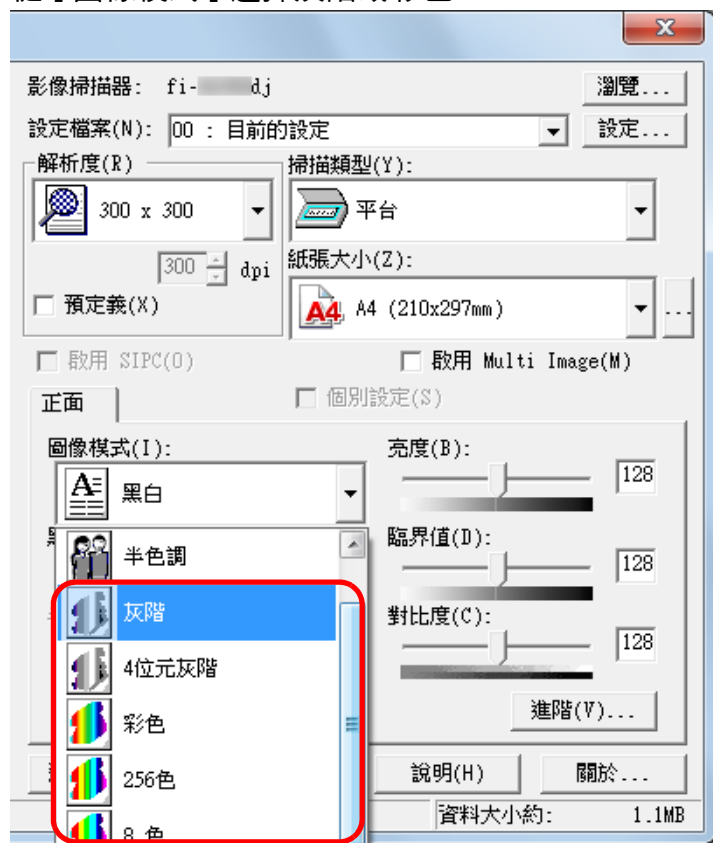 影像掃描器: fi- dj
瀏覽...
設定檔案(N): 00 : 目前的設定
設定...
解析度(R)
掃描類型(Y):
300 x 300
平台
300 dpi
紙張大小(Z):
預定義(X)
A4 A4 (210x297mm)
...
啟用 SIPC(O)
啟用 Multi Image(M)
正面
個別設定(S)
圖像模式(I):
亮度(B):
黑白
128
半色調
臨界值(D):
128
灰階
對比度(C):
128
4位元灰階
彩色
進階(V)...
256色
說明(H)
關於...
8 色
資料大小約: 1.1MB